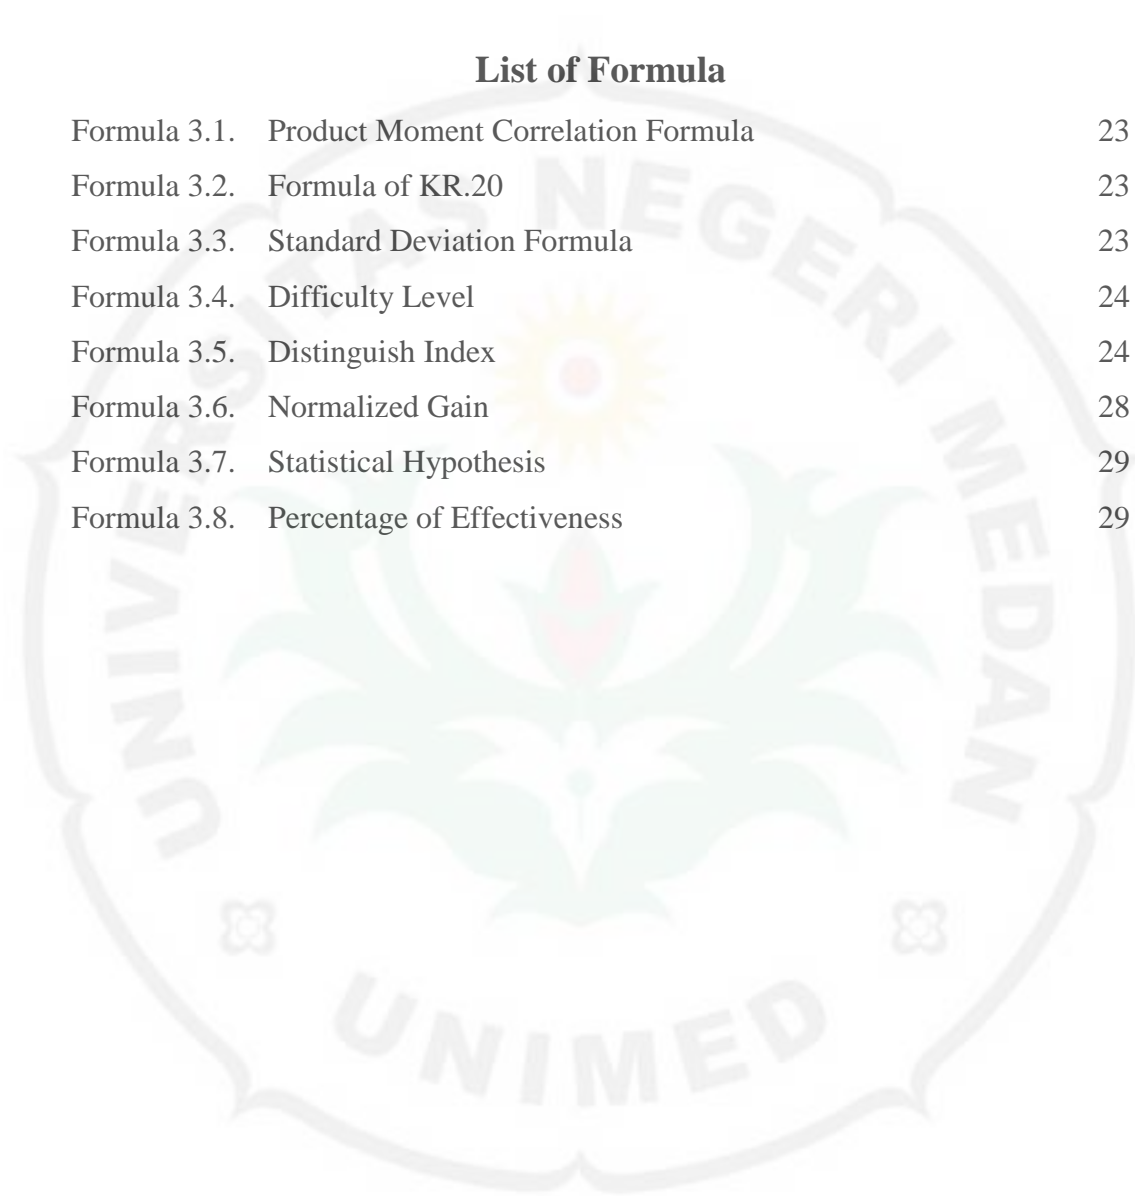 List of Formula
Formula 3.1. Product Moment Correlation Formula 23
Formula 3.2. Formula of KR.20 23
Formula 3.3. Standard Deviation Formula 23
Formula 3.4. Difficulty Level 24
Formula 3.5. Distinguish Index 24
Formula 3.6. Normalized Gain 28
Formula 3.7. Statistical Hypothesis 29
Formula 3.8. Percentage of Effectiveness 29
UNIVERSITAS NEGERI MEDAN
UNIMED